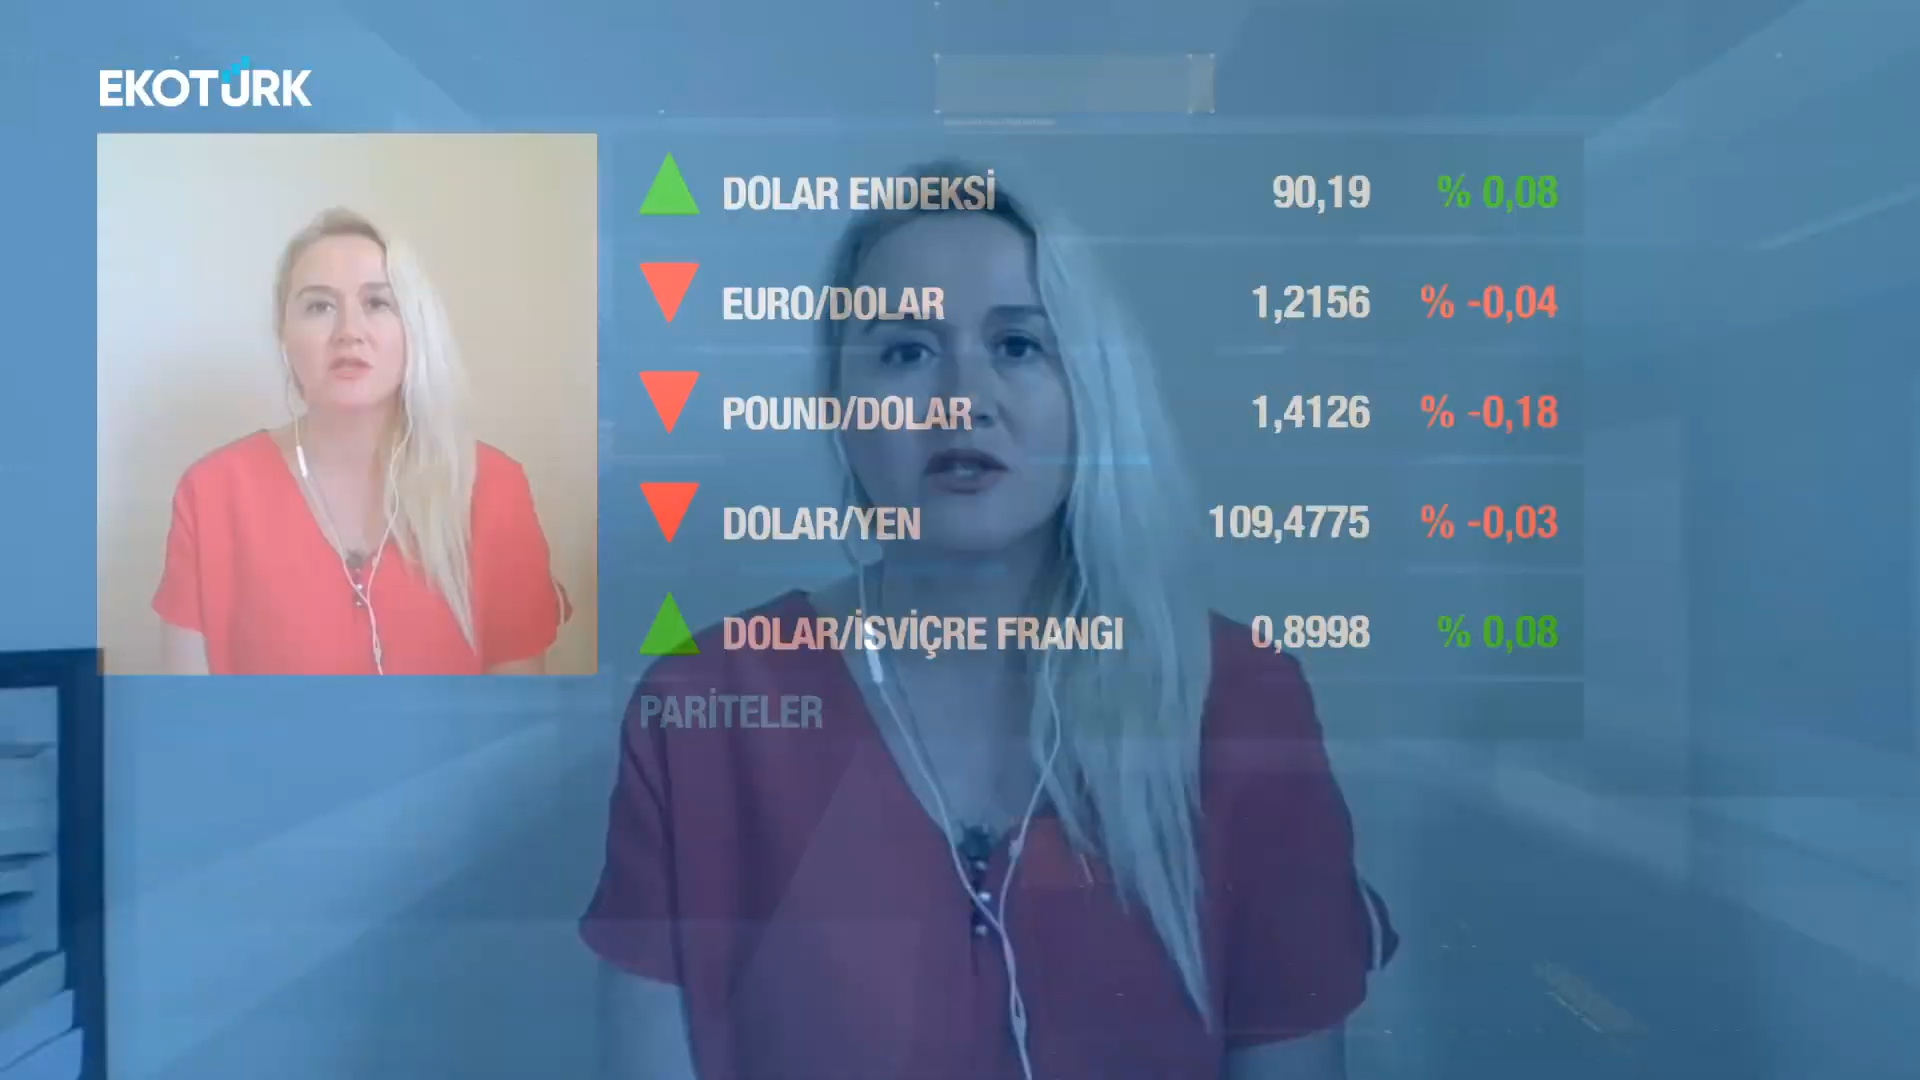 EKOTÜRK
DOLAR ENDEKSİ 90,19 % 0,08
EURO/DOLAR 1,2156 % -0,04
POUND/DOLAR 1,4126 % -0,18
DOLAR/YEN 109,4775 % -0,03
DOLAR/İSVİÇRE FRANGI 0,8998 % 0,08
PARİTELER